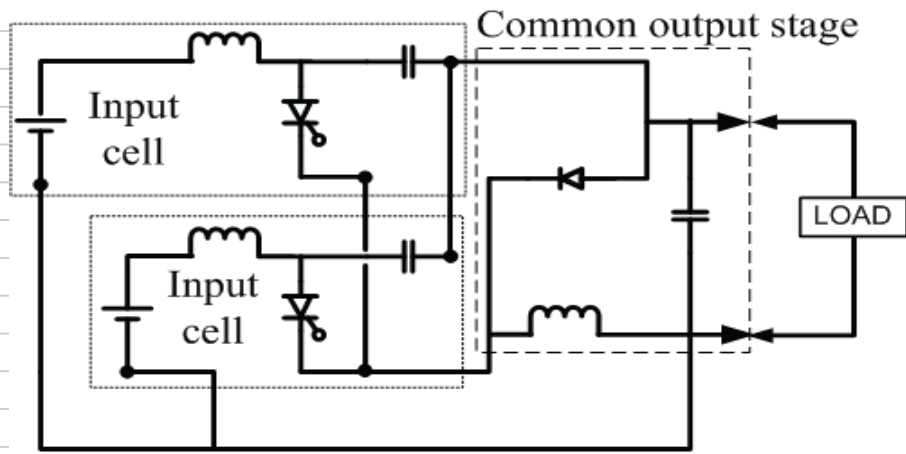 Common output stage
Input
cell
LOAD
Input
cell